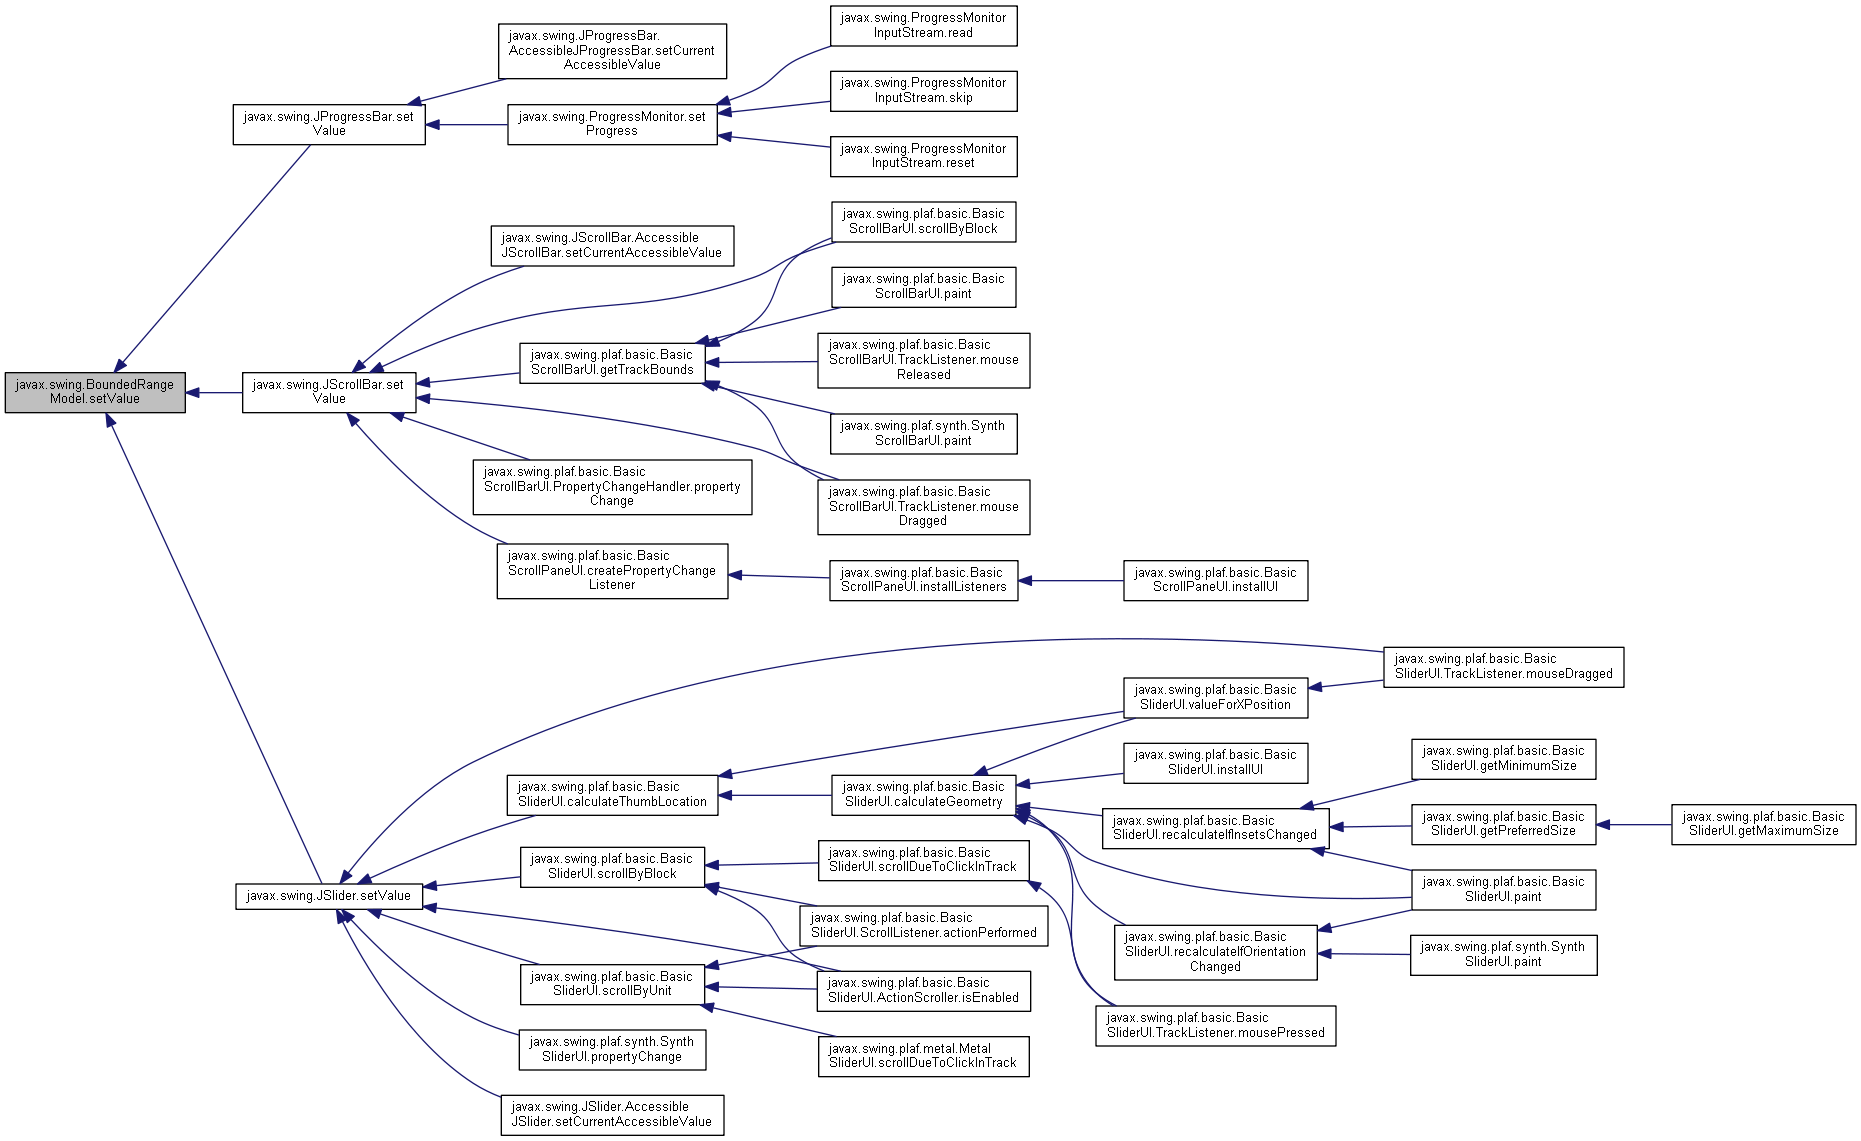 javax.swing.BoundedRange
Model.setValue
javax.swing.JProgressBar.set
Value
javax.swing.JProgressBar.
AccessibleJProgressBar.setCurrent
AccessibleValue
javax.swing.ProgressMonitor.set
Progress
javax.swing.ProgressMonitor
InputStream.read
javax.swing.ProgressMonitor
InputStream.skip
javax.swing.ProgressMonitor
InputStream.reset
javax.swing.JScrollBar.set
Value
javax.swing.JScrollBar.Accessible
JScrollBar.setCurrentAccessibleValue
javax.swing.plaf.basic.Basic
ScrollBarUI.getTrackBounds
javax.swing.plaf.basic.Basic
ScrollBarUI.PropertyChangeHandler.property
Change
javax.swing.plaf.basic.Basic
ScrollPaneUI.createPropertyChange
Listener
javax.swing.plaf.basic.Basic
ScrollBarUI.scrollByBlock
javax.swing.plaf.basic.Basic
ScrollBarUI.paint
javax.swing.plaf.basic.Basic
ScrollBarUI.TrackListener.mouse
Released
javax.swing.plaf.synth.Synth
ScrollBarUI.paint
javax.swing.plaf.basic.Basic
ScrollBarUI.TrackListener.mouse
Dragged
javax.swing.plaf.basic.Basic
ScrollPaneUI.installListeners
javax.swing.plaf.basic.Basic
ScrollPaneUI.installUI
javax.swing.JSlider.setValue
javax.swing.plaf.basic.Basic
SliderUI.calculateThumbLocation
javax.swing.plaf.basic.Basic
SliderUI.scrollByBlock
javax.swing.plaf.basic.Basic
SliderUI.scrollByUnit
javax.swing.plaf.synth.Synth
SliderUI.propertyChange
javax.swing.JSlider.Accessible
JSlider.setCurrentAccessibleValue
javax.swing.plaf.basic.Basic
SliderUI.calculateGeometry
javax.swing.plaf.basic.Basic
SliderUI.scrollDueToClickInTrack
javax.swing.plaf.basic.Basic
SliderUI.ScrollListener.actionPerformed
javax.swing.plaf.basic.Basic
SliderUI.ActionScroller.isEnabled
javax.swing.plaf.metal.Metal
SliderUI.scrollDueToClickInTrack
javax.swing.plaf.basic.Basic
SliderUI.valueForXPosition
javax.swing.plaf.basic.Basic
SliderUI.installUI
javax.swing.plaf.basic.Basic
SliderUI.recalculateIfInsetsChanged
javax.swing.plaf.basic.Basic
SliderUI.recalculateIfOrientation
Changed
javax.swing.plaf.basic.Basic
SliderUI.TrackListener.mousePressed
javax.swing.plaf.basic.Basic
SliderUI.TrackListener.mouseDragged
javax.swing.plaf.basic.Basic
SliderUI.getMinimumSize
javax.swing.plaf.basic.Basic
SliderUI.getPreferredSize
javax.swing.plaf.basic.Basic
SliderUI.paint
javax.swing.plaf.synth.Synth
SliderUI.paint
javax.swing.plaf.basic.Basic
SliderUI.getMaximumSize